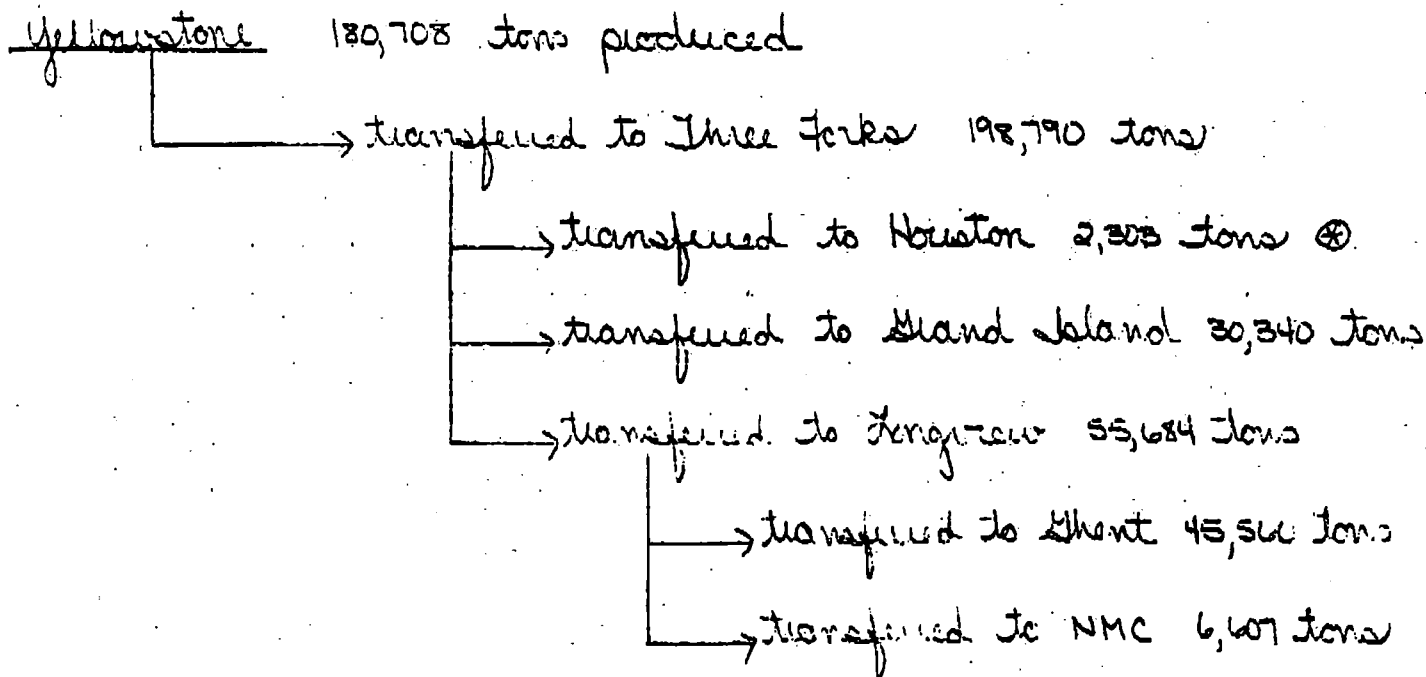 Yellowstone 180,708 tons produced
transferred to Three Forks 198,790 tons
transferred to Houston 2,303 tons ⊛
transferred to Grand Island 30,340 tons
transferred to Longview 55,684 tons
transferred to Ghent tons
transferred to NMC 6,607 tons